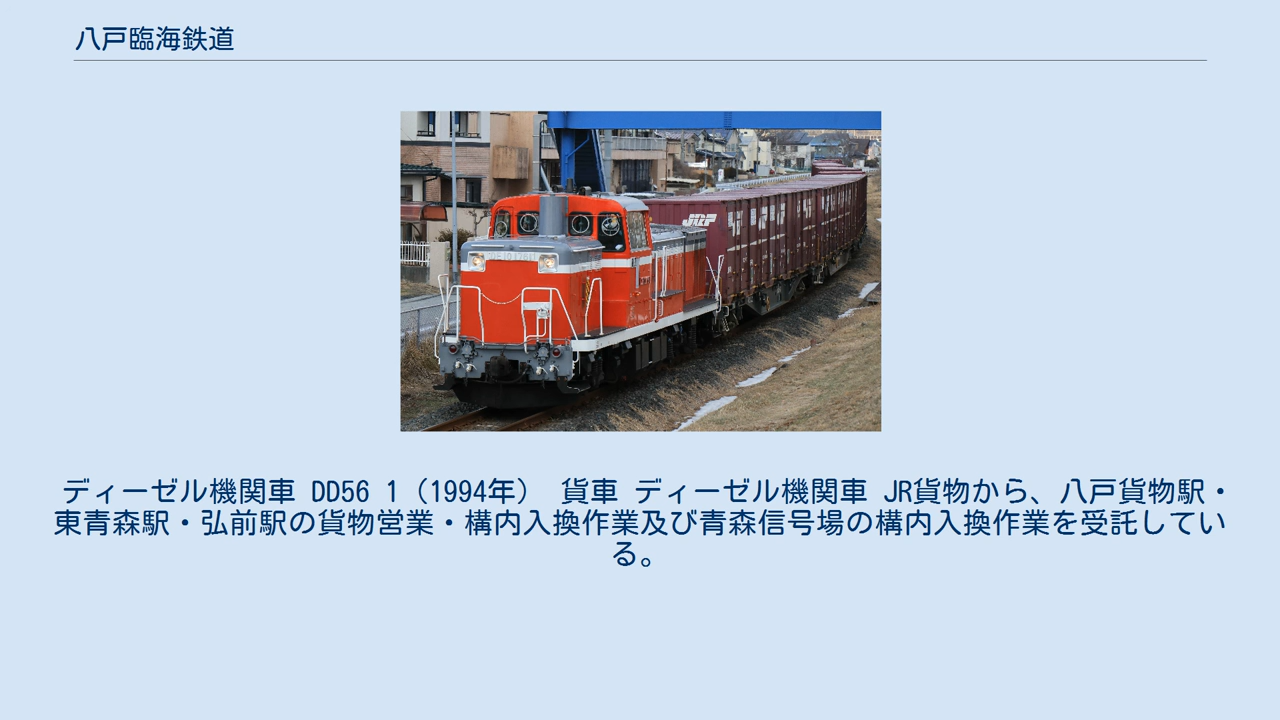 八戸臨海鉄道
JRF
ディーゼル機関車 DD56 1（1994年） 貨車 ディーゼル機関車 JR貨物から、八戸貨物駅・
東青森駅・弘前駅の貨物営業・構内入換作業及び青森信号場の構内入換作業を受託してい
る。